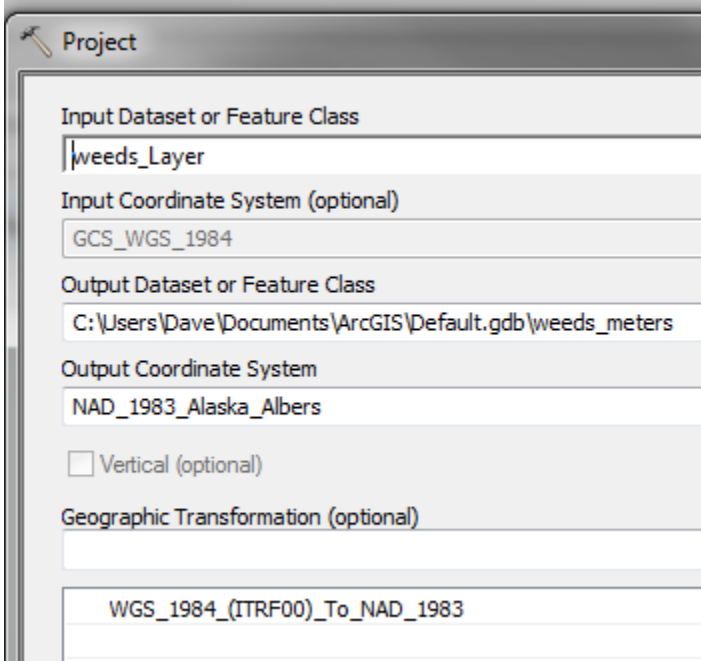 Project
Input Dataset or Feature Class
weeds_Layer
Input Coordinate System (optional)
GCS_WGS_1984
Output Dataset or Feature Class
C:\Users\Dave\Documents\ArcGIS\Default.gdb\weeds_meters
Output Coordinate System
NAD_1983_Alaska_Albers
Vertical (optional)
Geographic Transformation (optional)
WGS_1984_(ITRF00)_To_NAD_1983